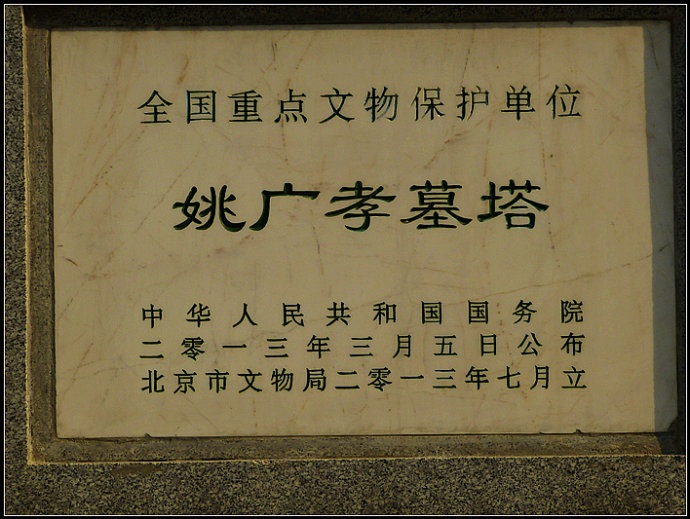 全国重点文物保护单位
姚广孝墓塔
中华人民共和国国务院
二零一三年三月五日公布
北京市文物局二零一三年七月立